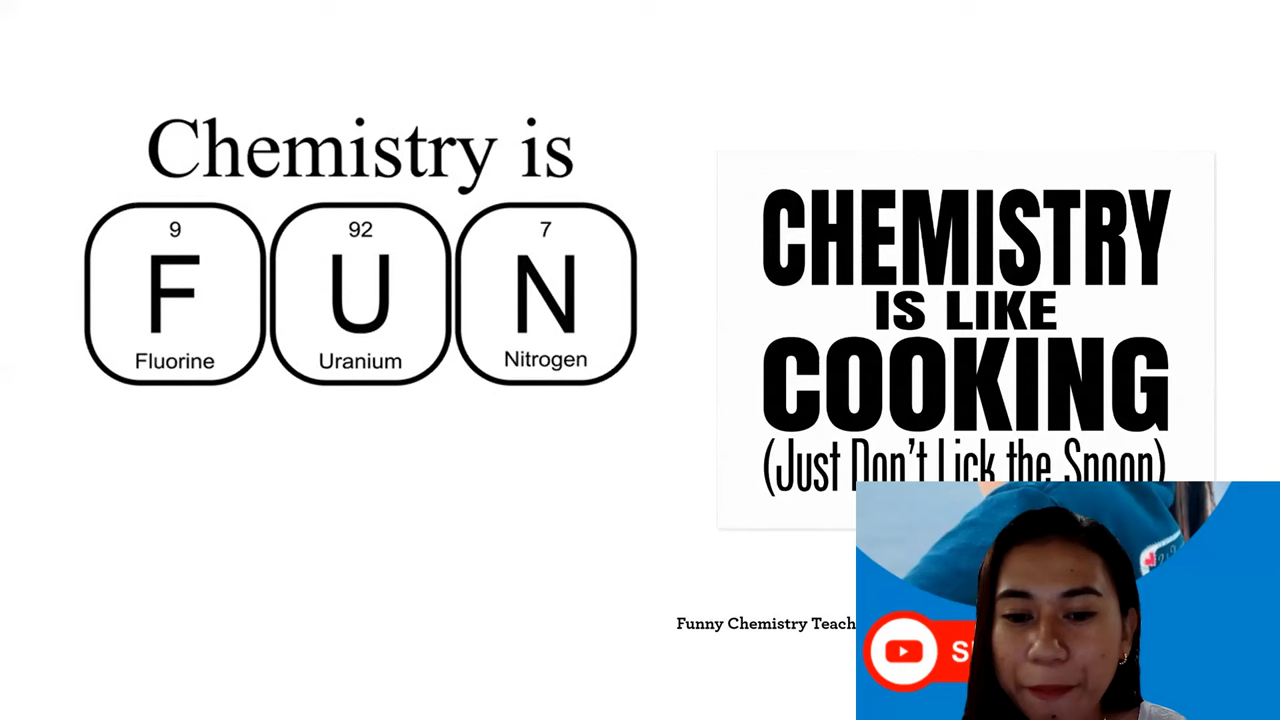 Chemistry is
9
F
Fluorine
92
U
Uranium
7
N
Nitrogen
CHEMISTRY
IS LIKE
COOKING
(Just Don't Lick the Spoon)
Funny Chemistry Teach